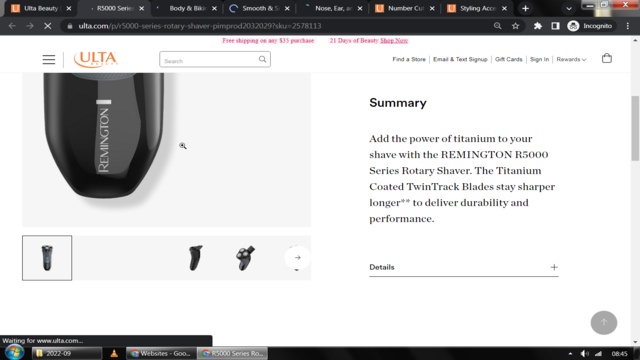 Ulta Beauty
R5000 Series
Body & Biki
Smooth & S
Nose, Ear, an
Number Cu
Styling Acce
ulta.com/p/r5000-series-rotary-shaver-pimprod2032029?sku=2578113
Incognito
Free shipping on any $35 purchase
21 Days of Beauty Shop Now
ULTA
BEAUTY
Search
Find a Store
Email & Text Signup
Gift Cards
Sign In
Rewards
REMINGTON
Summary
Add the power of titanium to your
shave with the REMINGTON R5000
Series Rotary Shaver. The Titanium
Coated TwinTrack Blades stay sharper
longer** to deliver durability and
performance.
Details
Waiting for www.ulta.com...
2022-09
Websites - Goo...
R5000 Series Ro...
08:45